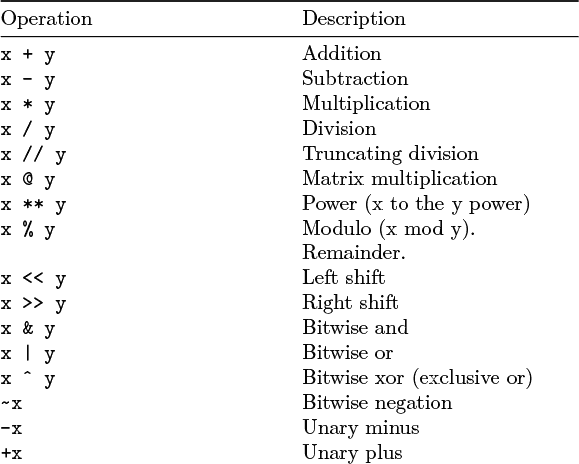 Operation Description
x + y Addition
x - y Subtraction
x * y Multiplication
x / y Division
x // y Truncating division
x @ y Matrix multiplication
x ** y Power (x to the y power)
x % y Modulo (x mod y).
Remainder.
x << y Left shift
x >> y Right shift
x & y Bitwise and
x | y Bitwise or
x ^ y Bitwise xor (exclusive or)
~x Bitwise negation
-x Unary minus
+x Unary plus